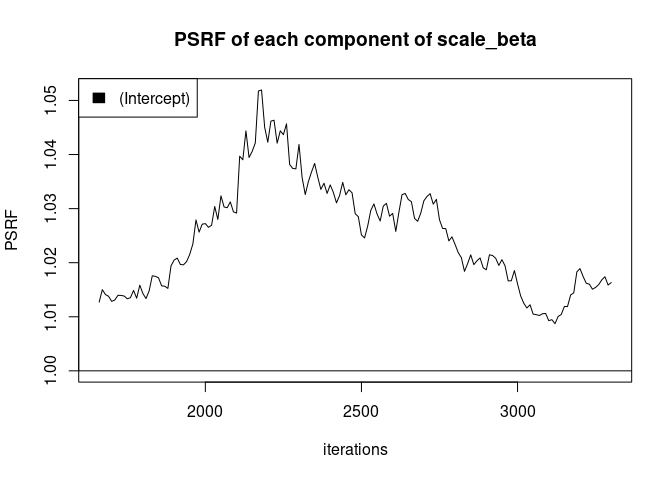 PSRF of each component of scale_beta
(Intercept)
1.05
1.04
1.03
1.02
1.01
1.00
PSRF
2000 2500 3000
iterations